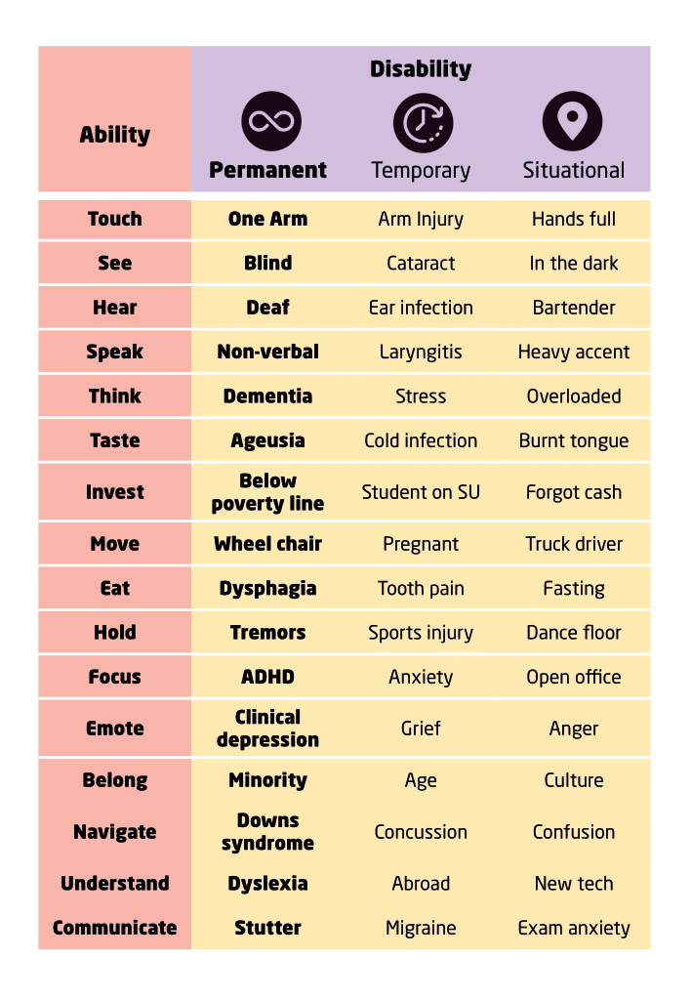 Disability
Ability
Permanent Temporary Situational
Touch One Arm Arm Injury Hands full
See Blind Cataract In the dark
Hear Deaf Ear infection Bartender
Speak Non-verbal Laryngitis Heavy accent
Think Dementia Stress Overloaded
Taste Ageusia Cold infection Burnt tongue
Invest Below
poverty line Student on SU Forgot cash
Move Wheel chair Pregnant Truck driver
Eat Dysphagia Tooth pain Fasting
Hold Tremors Sports injury Dance floor
Focus ADHD Anxiety Open office
Emote Clinical
depression Grief Anger
Belong Minority Age Culture
Navigate Downs
syndrome Concussion Confusion
Understand Dyslexia Abroad New tech
Communicate Stutter Migraine Exam anxiety